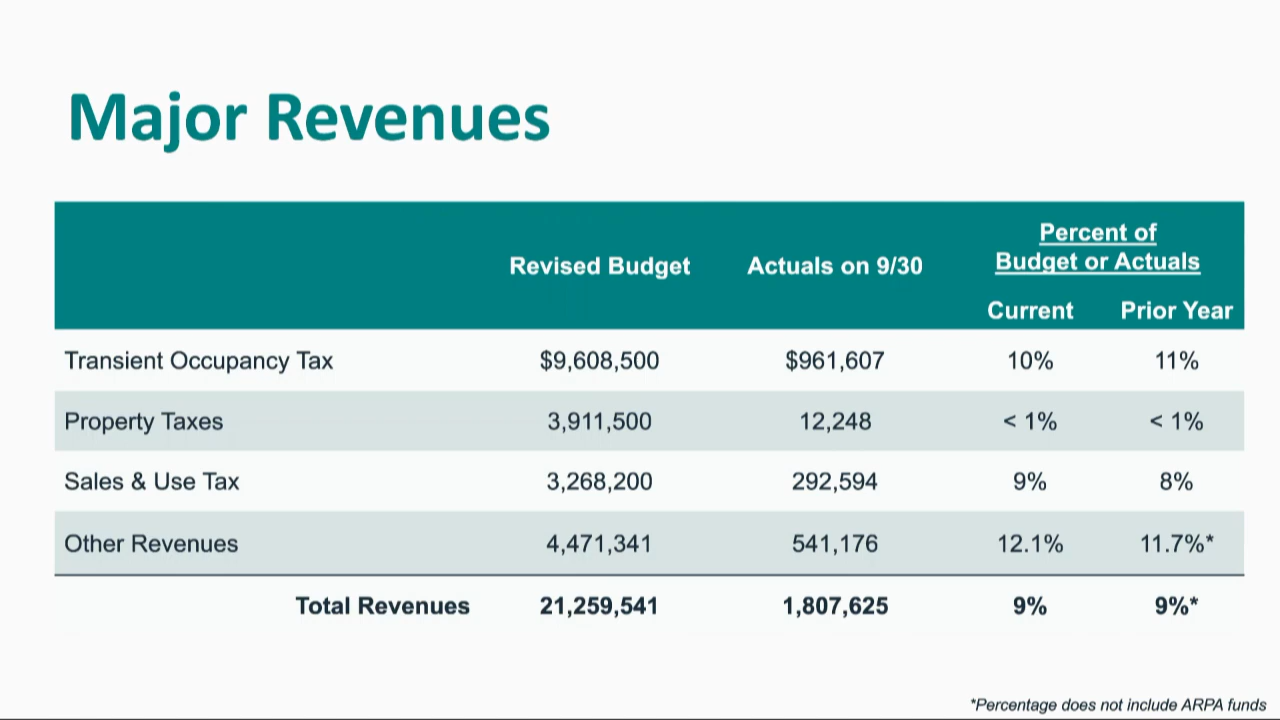 Major Revenues
Percent of
Revised Budget Actuals on 9/30 Budget or Actuals
Current Prior Year
Transient Occupancy Tax $9,608,500 $961,607 10% 11%
Property Taxes 3,911,500 12,248 < 1% < 1%
Sales & Use Tax 3,268,200 292,594 9% 8%
Other Revenues 4,471,341 541,176 12.1% 11.7%*
Total Revenues 21,259,541 1,807,625 9% 9%*
*Percentage does not include ARPA funds